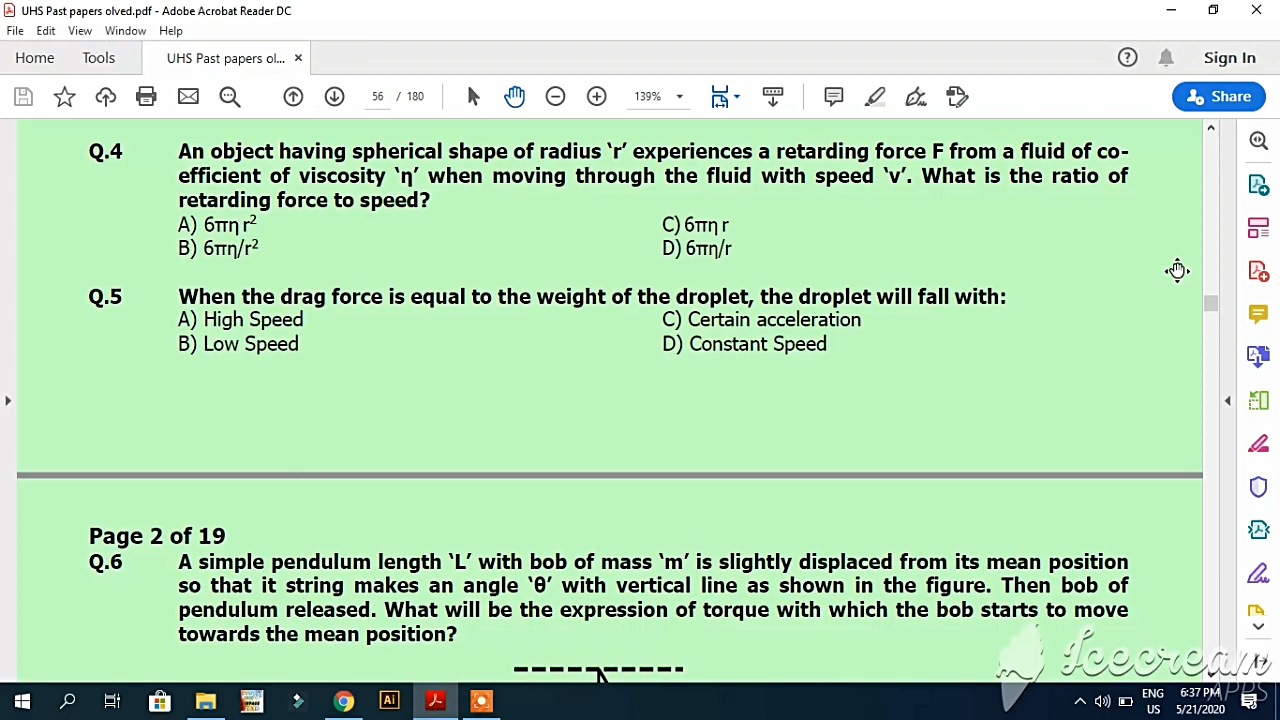 UHS Past papers olved.pdf - Adobe Acrobat Reader DC
File Edit View Window Help
Home Tools UHS Past papers ol... × Sign In
56 / 180 139% Share
Q.4 An object having spherical shape of radius ‘r’ experiences a retarding force F from a fluid of co-
efficient of viscosity ‘η’ when moving through the fluid with speed ‘v’. What is the ratio of
retarding force to speed?
A) 6πη r² C) 6πη r
B) 6πη/r² D) 6πη/r
Q.5 When the drag force is equal to the weight of the droplet, the droplet will fall with:
A) High Speed C) Certain acceleration
B) Low Speed D) Constant Speed
Page 2 of 19
Q.6 A simple pendulum length ‘L’ with bob of mass ‘m’ is slightly displaced from its mean position
so that it string makes an angle ‘θ’ with vertical line as shown in the figure. Then bob of
pendulum released. What will be the expression of torque with which the bob starts to move
towards the mean position?
Icecream
APPS
Ai
ENG 6:37 PM
US 5/21/2020